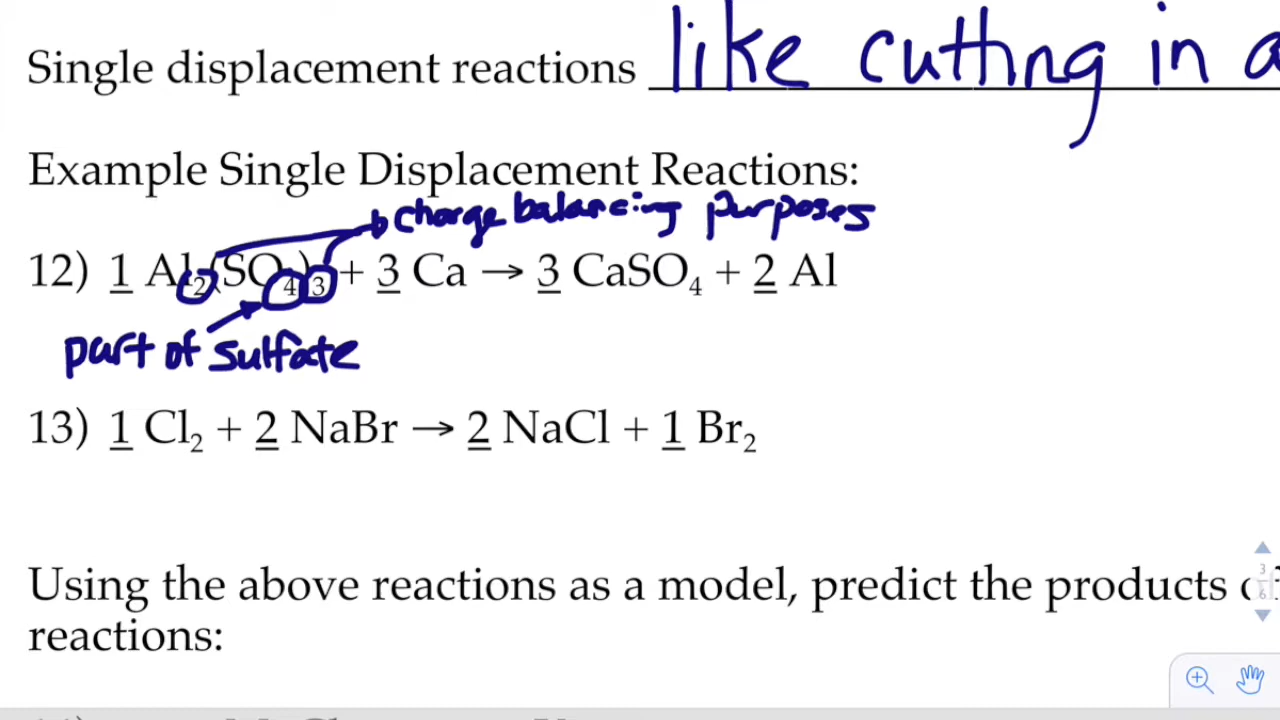 Single displacement reactions like cutting in a
Example Single Displacement Reactions:
charge balancing purposes
12) 1 Al₂(SO₄)₃ + 3 Ca → 3 CaSO₄ + 2 Al
part of sulfate
13) 1 Cl₂ + 2 NaBr → 2 NaCl + 1 Br₂
Using the above reactions as a model, predict the products
reactions: